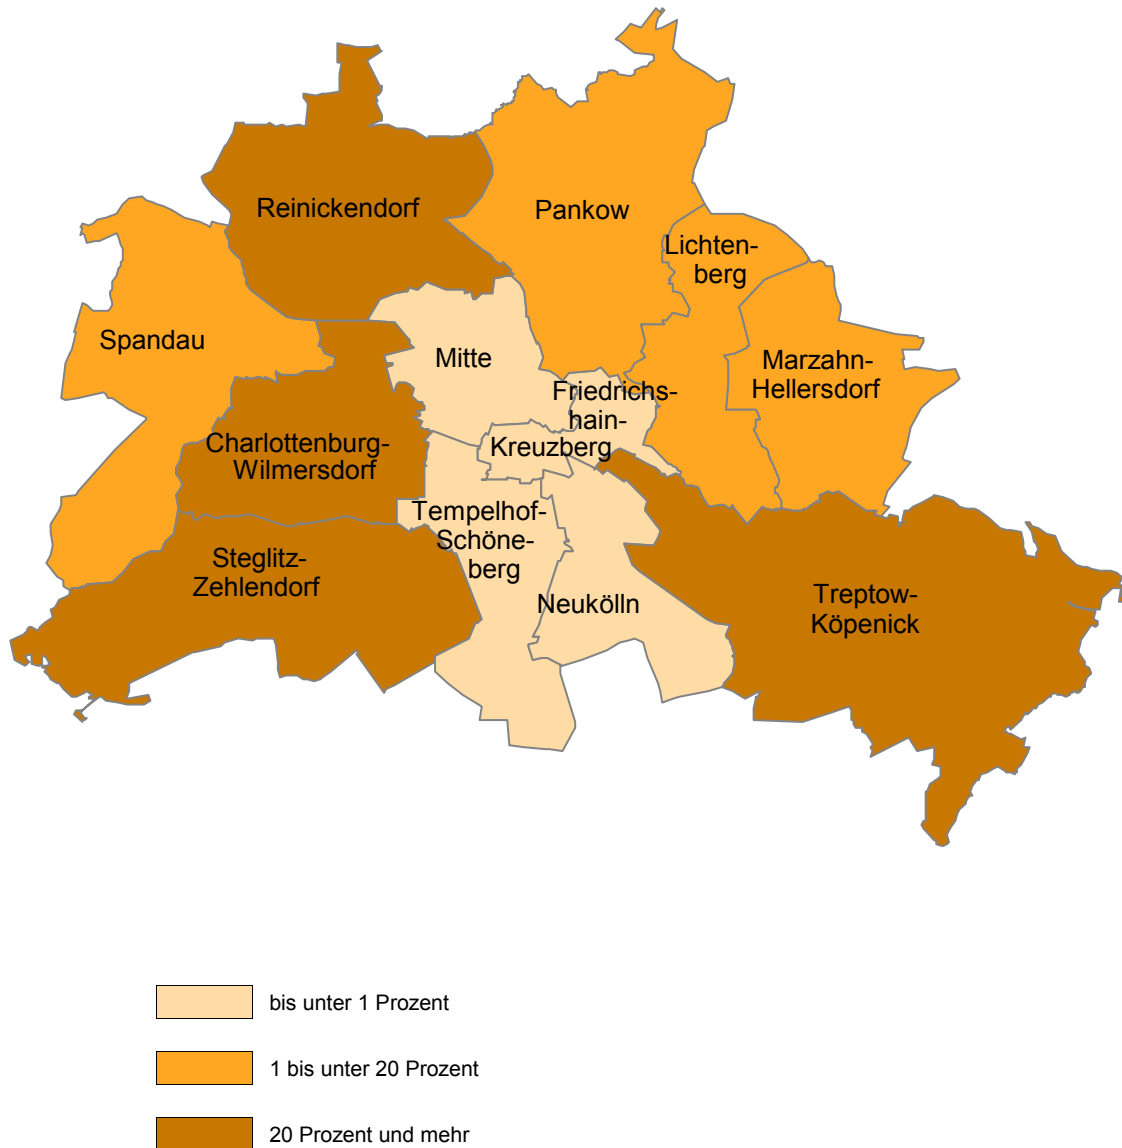 Reinickendorf
Pankow
Lichten-
berg
Spandau
Mitte
Marzahn-
Hellersdorf
Friedrichs-
hain-
Kreuzberg
Charlottenburg-
Wilmersdorf
Tempelhof-
Schöne-
berg
Steglitz-
Zehlendorf
Neukölln
Treptow-
Köpenick
bis unter 1 Prozent
1 bis unter 20 Prozent
20 Prozent und mehr